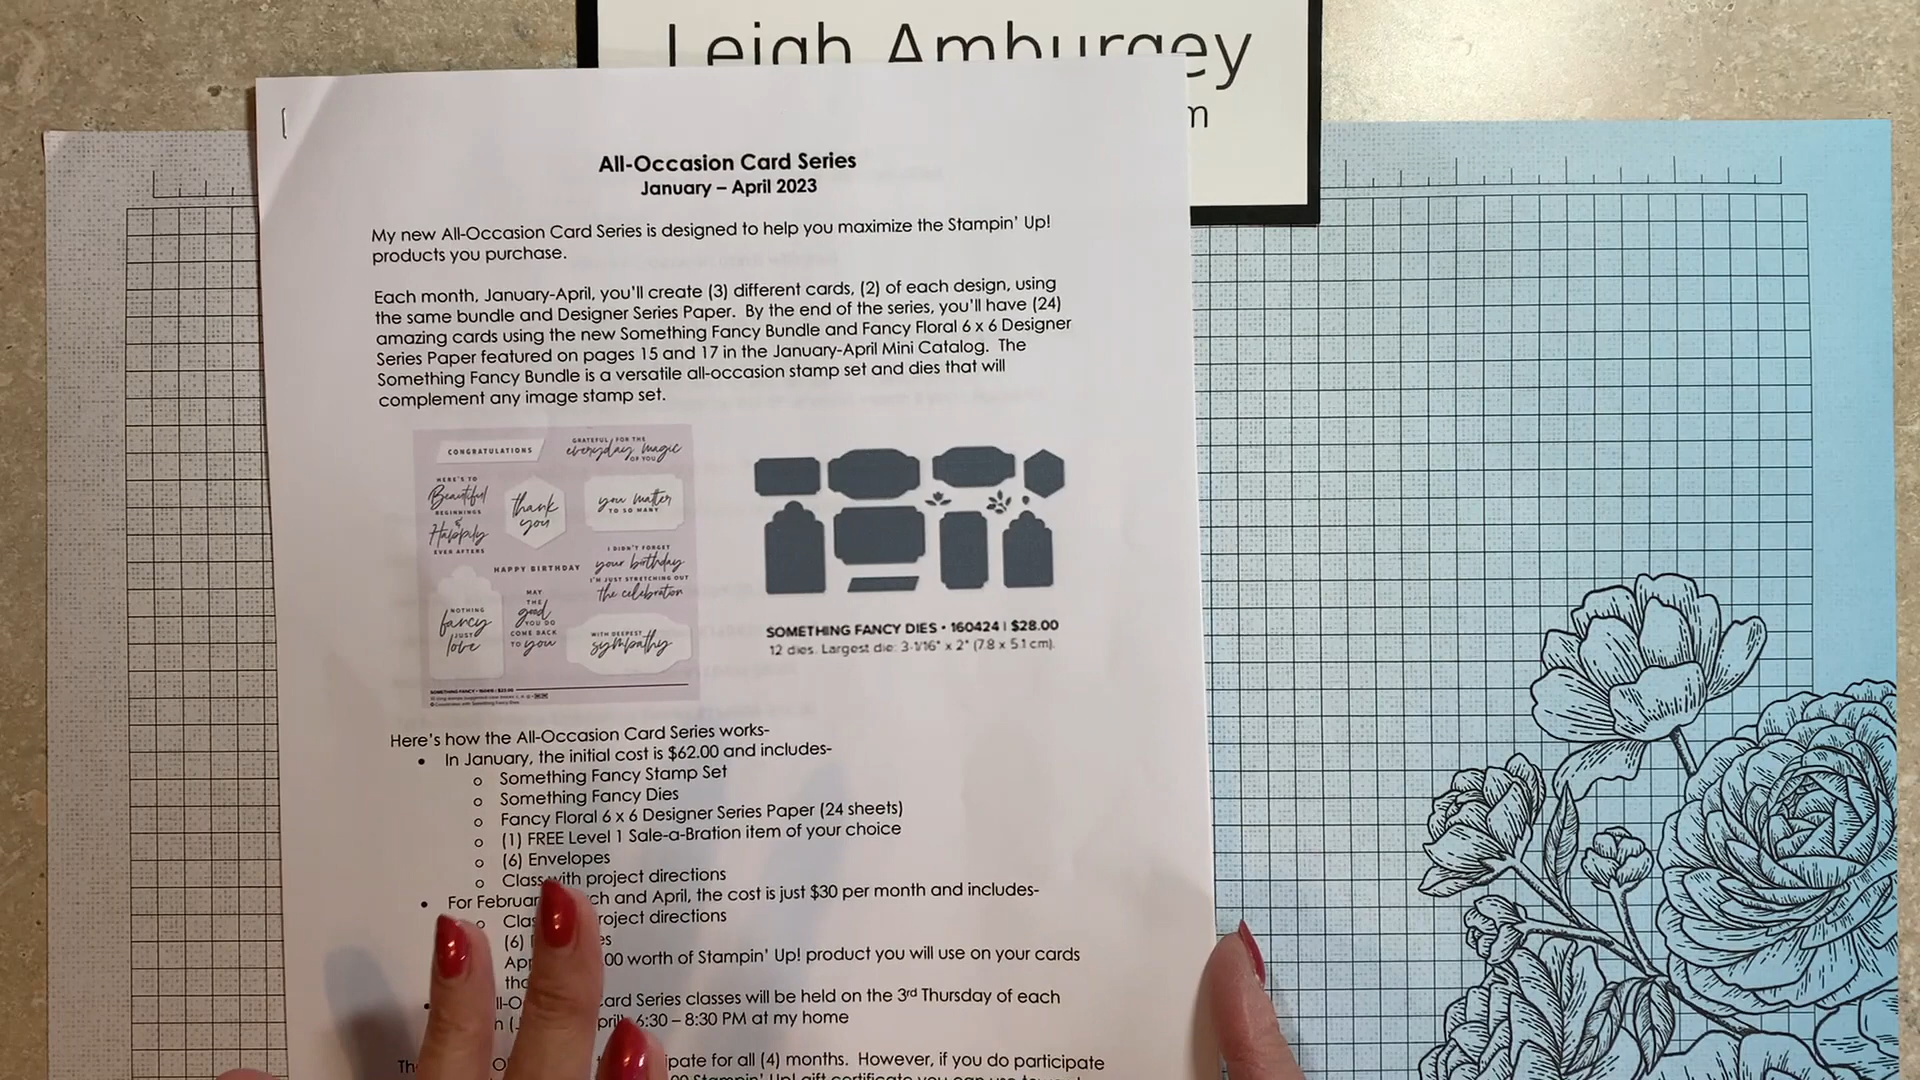 Leigh Amburgey
m
All-Occasion Card Series
January – April 2023
My new All-Occasion Card Series is designed to help you maximize the Stampin' Up!
products you purchase.
Each month, January-April, you'll create (3) different cards, (2) of each design, using
the same bundle and Designer Series Paper. By the end of the series, you'll have (24)
amazing cards using the new Something Fancy Bundle and Fancy Floral 6 x 6 Designer
Series Paper featured on pages 15 and 17 in the January-April Mini Catalog. The
Something Fancy Bundle is a versatile all-occasion stamp set and dies that will
complement any image stamp set.
CONGRATULATIONS
GRATEFUL FOR THE
everyday magic
OF YOU
HERE'S TO
Beautiful
BEGINNINGS
&
Happily
EVER AFTERS
thank
you
you matter
TO SO MANY
I DIDN'T FORGET
your birthday
I'M JUST STRETCHING OUT
the celebration
HAPPY BIRTHDAY
NOTHING
fancy
JUST
love
MAY
THE
good
YOU DO
COME BACK
TO you
WITH DEEPEST
sympathy
SOMETHING FANCY DIES • 160424 | $28.00
12 dies. Largest die: 3-1/16" x 2" (7.8 x 5.1 cm).
Here's how the All-Occasion Card Series works-
• In January, the initial cost is $62.00 and includes-
o Something Fancy Stamp Set
o Something Fancy Dies
o Fancy Floral 6 x 6 Designer Series Paper (24 sheets)
o (1) FREE Level 1 Sale-a-Bration item of your choice
o (6) Envelopes
o Class with project directions
• For February ch and April, the cost is just $30 per month and includes-
o Clas roject directions
(6) es
00 worth of Stampin' Up! product you will use on your cards
• ll-O ard Series classes will be held on the 3rd Thursday of each
pril) 6:30 – 8:30 PM at my home
ipate for all (4) months. However, if you do participate
00 Stampin' Up! gift certificate you can use